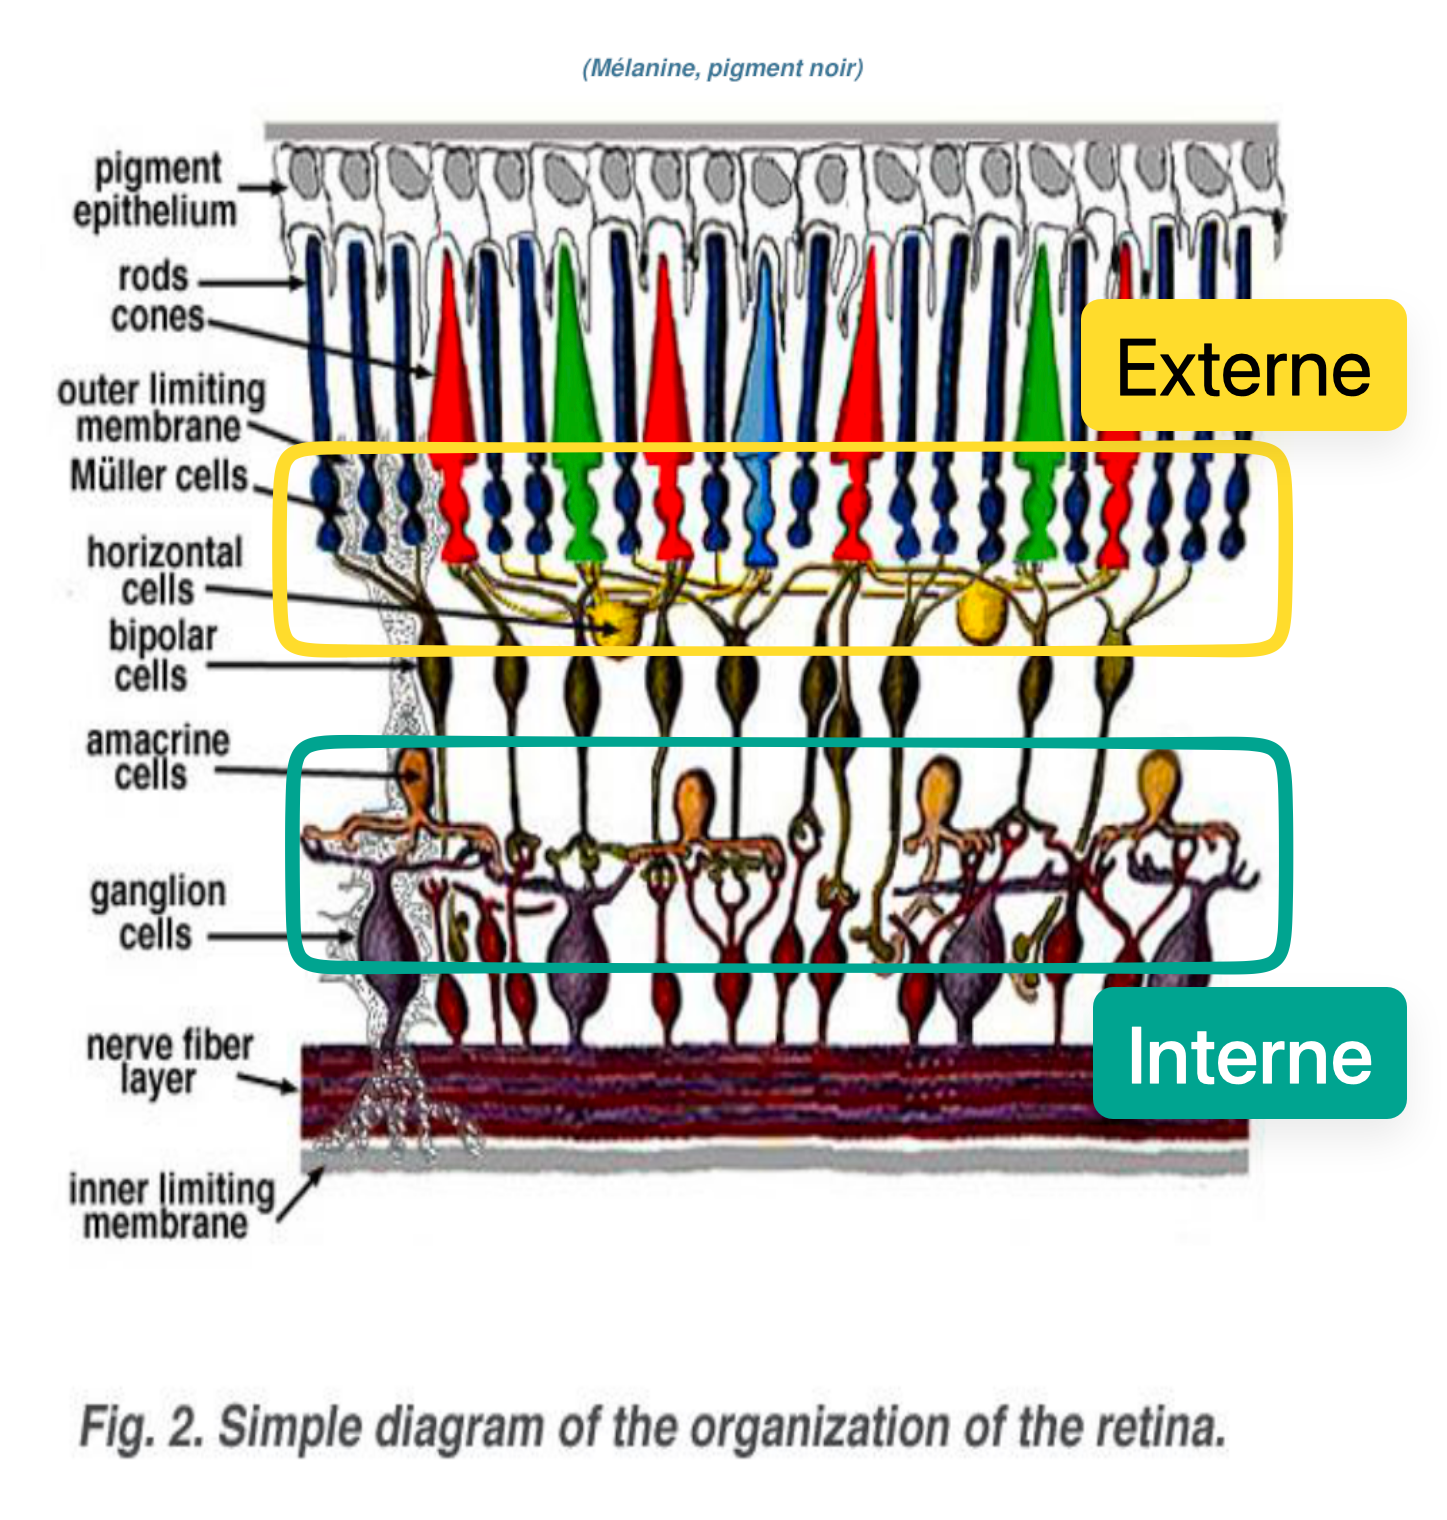 (Mélanine, pigment noir)
pigment
epithelium
rods
cones
Externe
outer limiting
membrane
Müller cells
horizontal
cells
bipolar
cells
amacrine
cells
ganglion
cells
nerve fiber
layer
Interne
inner limiting
membrane
Fig. 2. Simple diagram of the organization of the retina.